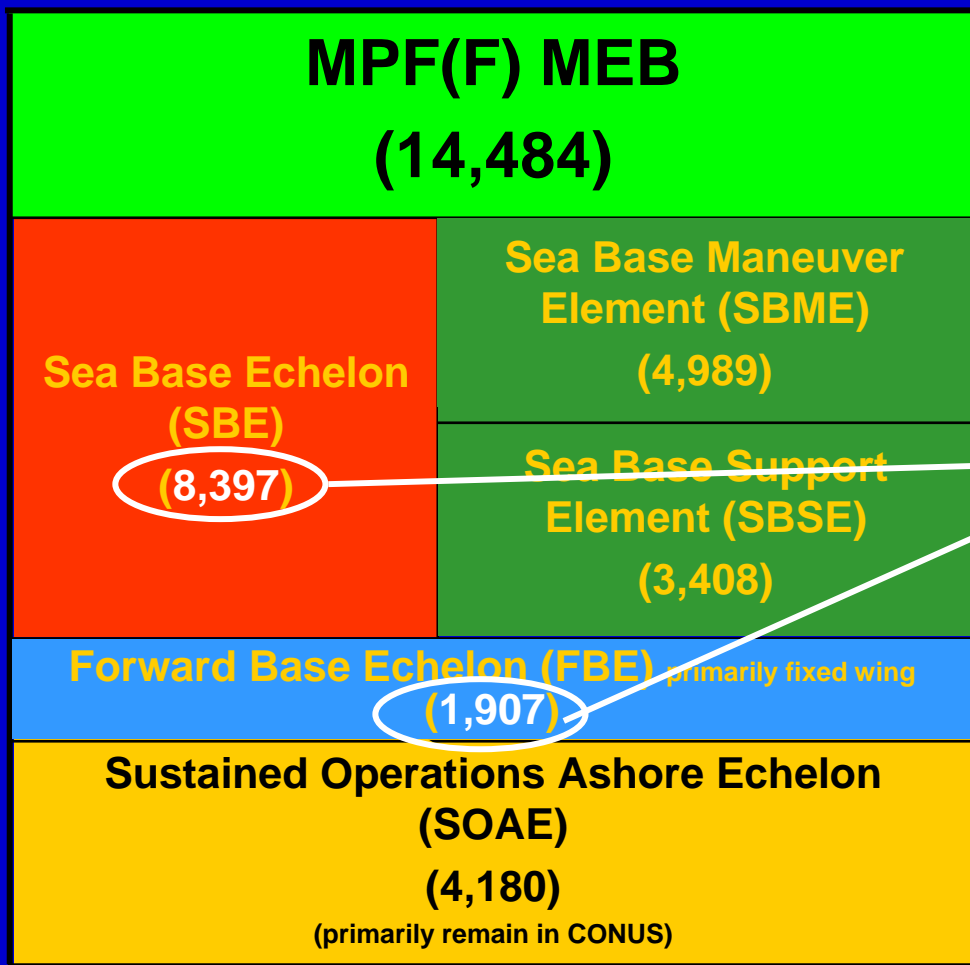 MPF(F) MEB
(14,484)
Sea Base Echelon
(SBE)
(8,397)
Sea Base Maneuver
Element (SBME)
(4,989)
Sea Base Support
Element (SBSE)
(3,408)
Forward Base Echelon (FBE) primarily fixed wing
(1,907)
Sustained Operations Ashore Echelon
(SOAE)
(4,180)
(primarily remain in CONUS)